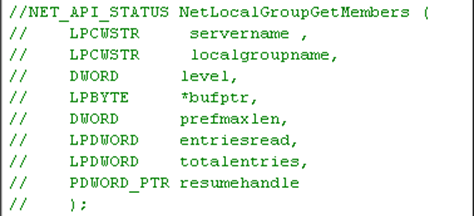 //NET_API_STATUS NetLocalGroupGetMembers (
//    LPCWSTR     servername ,
//    LPCWSTR     localgroupname,
//    DWORD      level,
//    LPBYTE     *bufptr,
//    DWORD      prefmaxlen,
//    LPDWORD    entriesread,
//    LPDWORD    totalentries,
//    PDWORD_PTR resumehandle
//    );